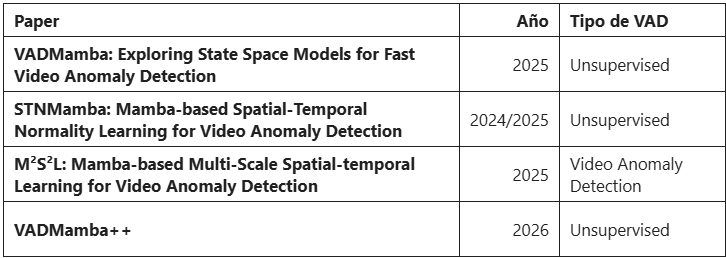 Paper Año Tipo de VAD
VADMamba: Exploring State Space Models for Fast
Video Anomaly Detection 2025 Unsupervised
STNMamba: Mamba-based Spatial-Temporal
Normality Learning for Video Anomaly Detection 2024/2025 Unsupervised
M²S²L: Mamba-based Multi-Scale Spatial-temporal
Learning for Video Anomaly Detection 2025 Video Anomaly
Detection
VADMamba++ 2026 Unsupervised